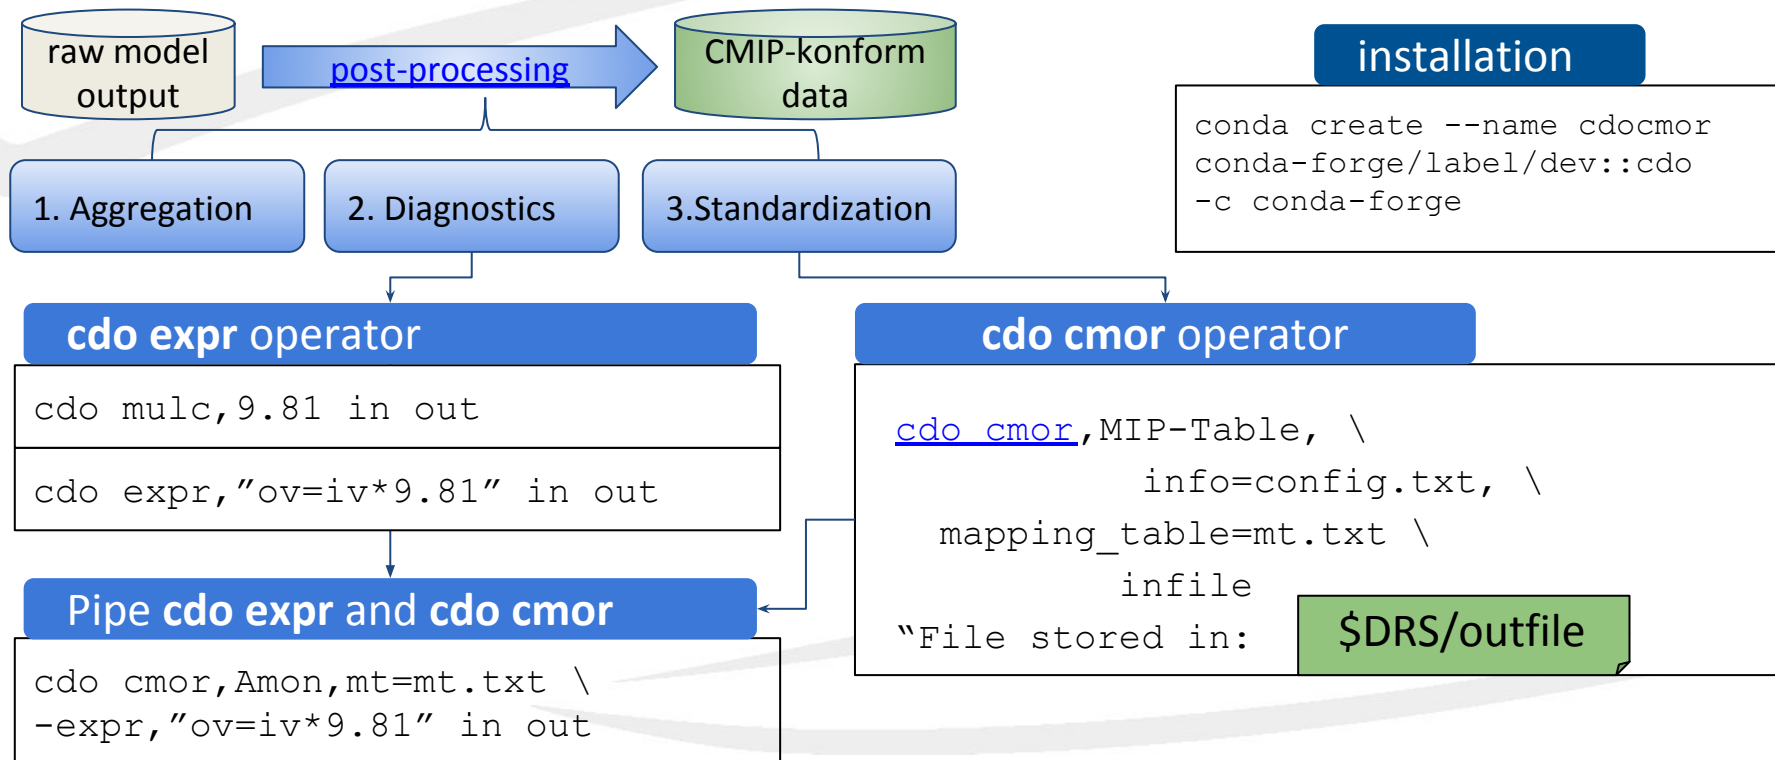 raw model
output
post-processing
CMIP-konform
data
installation
conda create --name cdocmor
conda-forge/label/dev::cdo
-c conda-forge
1. Aggregation
2. Diagnostics
3.Standardization
cdo expr operator
cdo mulc,9.81 in out
cdo expr,”ov=iv*9.81” in out
cdo cmor operator
cdo cmor,MIP-Table, \
info=config.txt, \
mapping_table=mt.txt \
infile
“File stored in:
$DRS/outfile
Pipe cdo expr and cdo cmor
cdo cmor,Amon,mt=mt.txt \
-expr,”ov=iv*9.81” in out